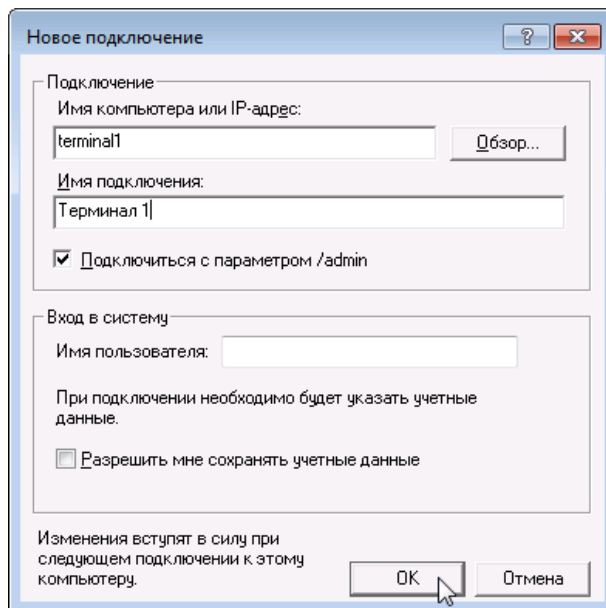 Новое подключение
?
Подключение
Имя компьютера или IP-адрес:
terminal1
Обзор...
Имя подключения:
Терминал 1
Подключиться с параметром /admin
Вход в систему
Имя пользователя:
При подключении необходимо будет указать учетные
данные.
Разрешить мне сохранять учетные данные
Изменения вступят в силу при
следующем подключении к этому
компьютеру.
OK
Отмена